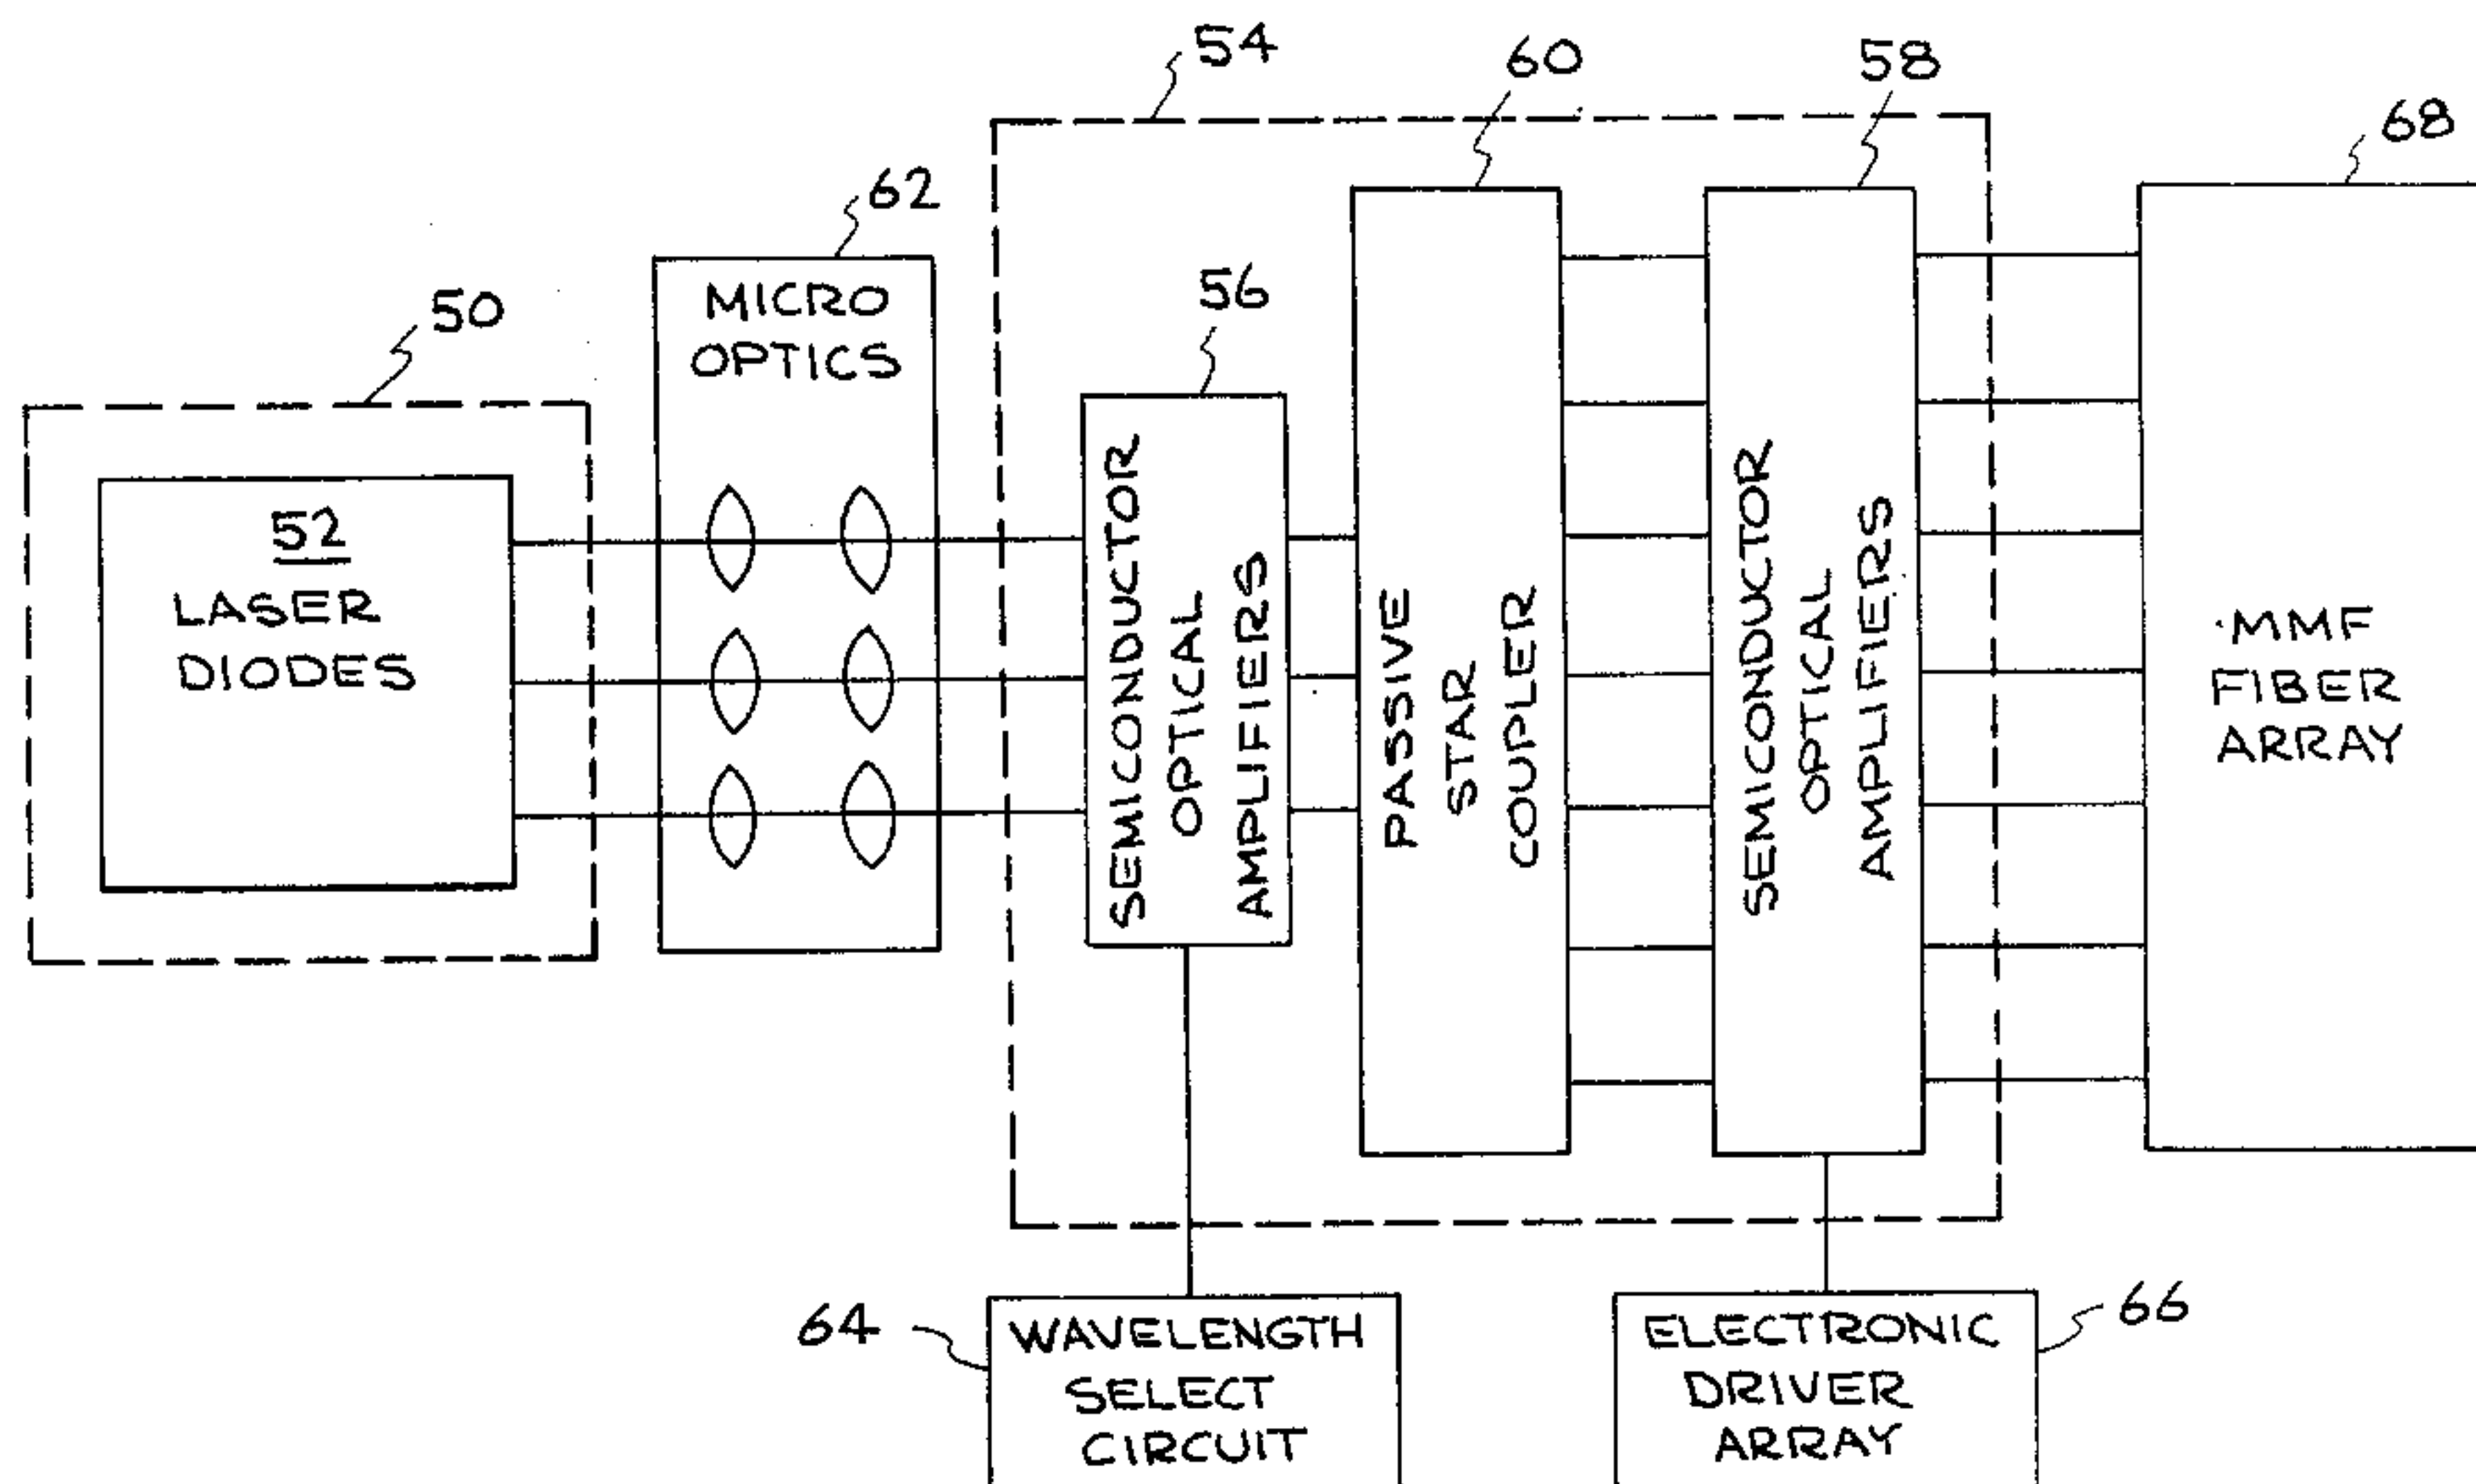 54
60
58
68
62
50
56
MICRO
OPTICS
52
LASER
DIODES
SEMICONDUCTOR
OPTICAL
AMPLIFIERS
PASSIVE
STAR
COUPLER
SEMICONDUCTOR
OPTICAL
AMPLIFIERS
MMF
FIBER
ARRAY
64
WAVELENGTH
SELECT
CIRCUIT
ELECTRONIC
DRIVER
ARRAY
66